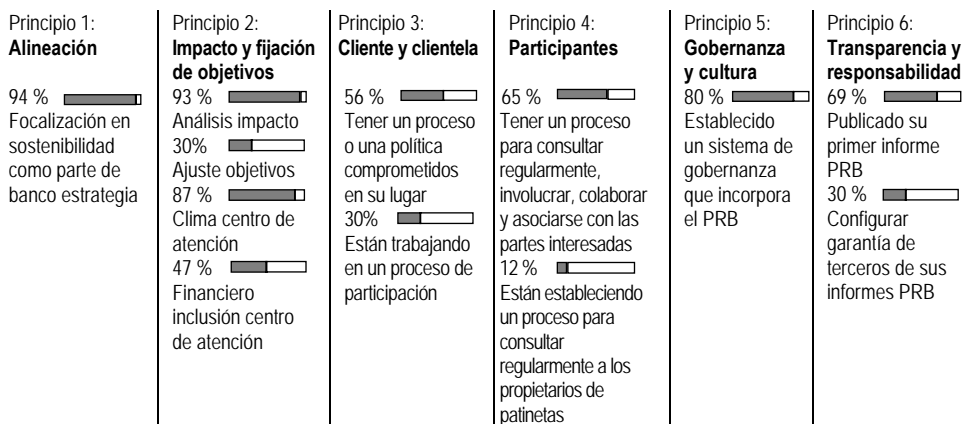 Principio 1:
Alineación
94 %
Focalización en
sostenibilidad
como parte de
banco estrategia
Principio 2:
Impacto y fijación
de objetivos
93 %
Análisis impacto
30%
Ajuste objetivos
87 %
Clima centro de
atención
47 %
Financiero
inclusión centro
de atención
Principio 3:
Cliente y clientela
56 %
Tener un proceso
o una política
comprometidos
en su lugar
30%
Están trabajando
en un proceso de
participación
Principio 4:
Participantes
65 %
Tener un proceso
para consultar
regularmente,
involucrar, colaborar
y asociarse con las
partes interesadas
12 %
Están estableciendo
un proceso para
consultar
regularmente a los
propietarios de
patinetas
Principio 5:
Gobernanza
y cultura
80 %
Establecido
un sistema de
gobernanza
que incorpora
el PRB
Principio 6:
Transparencia y
responsabilidad
69 %
Publicado su
primer informe
PRB
30 %
Configurar
garantía de
terceros de sus
informes PRB